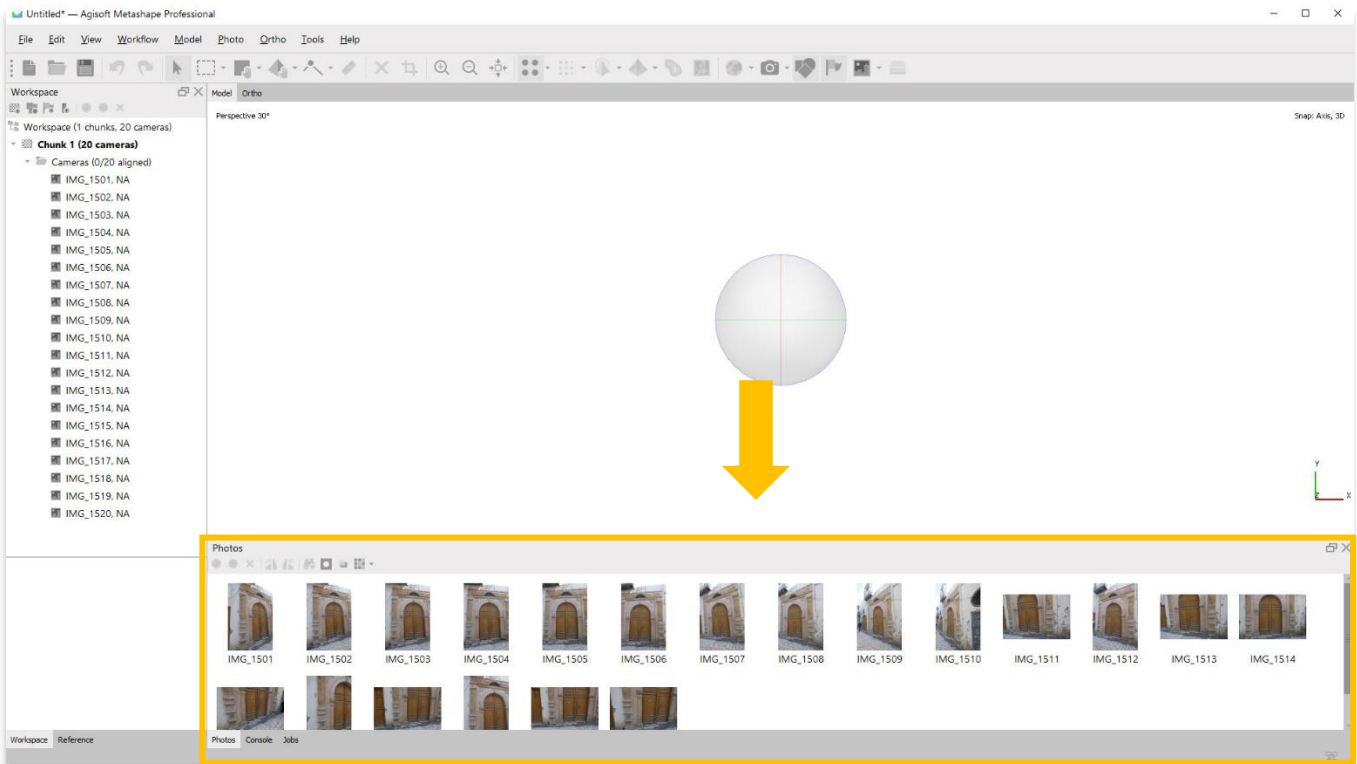 Untitled* — Agisoft Metashape Professional
File Edit View Workflow Model Photo Ortho Tools Help
Workspace
Workspace (1 chunks, 20 cameras)
Chunk 1 (20 cameras)
Cameras (0/20 aligned)
IMG_1501, NA
IMG_1502, NA
IMG_1503, NA
IMG_1504, NA
IMG_1505, NA
IMG_1506, NA
IMG_1507, NA
IMG_1508, NA
IMG_1509, NA
IMG_1510, NA
IMG_1511, NA
IMG_1512, NA
IMG_1513, NA
IMG_1514, NA
IMG_1515, NA
IMG_1516, NA
IMG_1517, NA
IMG_1518, NA
IMG_1519, NA
IMG_1520, NA
Workspace Reference
Model Ortho
Perspective 30°
Snap: Axis, 3D
Y
Z X
Photos
IMG_1501 IMG_1502 IMG_1503 IMG_1504 IMG_1505 IMG_1506 IMG_1507 IMG_1508 IMG_1509 IMG_1510 IMG_1511 IMG_1512 IMG_1513 IMG_1514
Photos Console Jobs